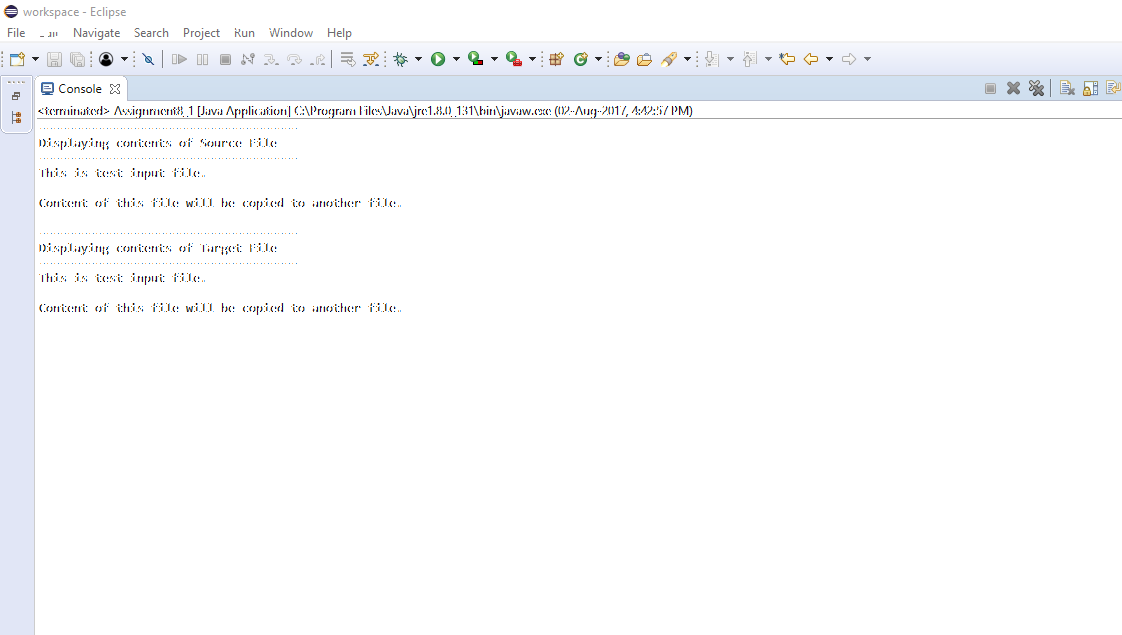 workspace - Eclipse
File Navigate Search Project Run Window Help
Console
<terminated> Assignment8_1 [Java Application] C:\Program Files\Java\jre1.8.0_131\bin\javaw.exe (02-Aug-2017, 4:42:57 PM)
Displaying contents of Source File
This is test input file.
Content of this file will be copied to another file.
Displaying contents of Target File
This is test input file.
Content of this file will be copied to another file.